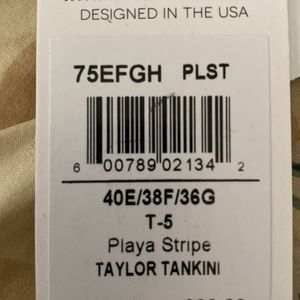 DESIGNED IN THE USA
75EFGH PLST
6 00789 02134 2
40E/38F/36G
T-5
Playa Stripe
TAYLOR TANKINI